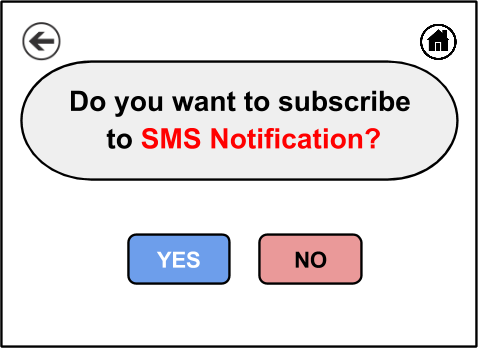 Do you want to subscribe
to SMS Notification?
YES
NO